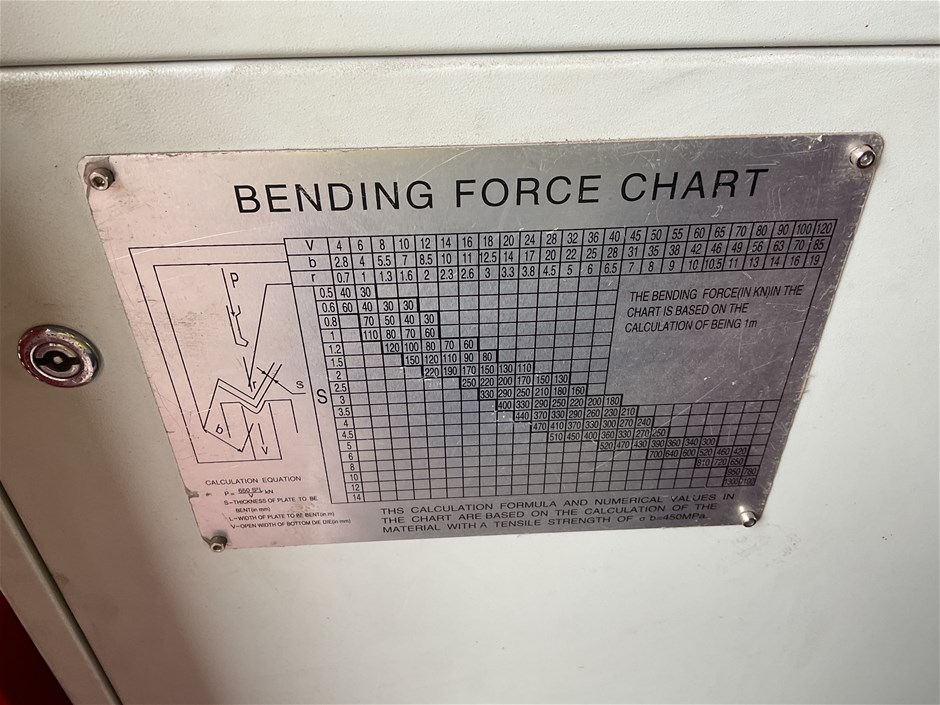 BENDING FORCE CHART
V 4 6 8 10 12 14 16 18 20 24 28 32 36 40 45 50 55 60 65 70 80 90 100 120
b 2.8 4 5.5 7 8.5 10 11 12.5 14 17 20 22 25 28 31 35 38 42 46 49 56 63 70 85
r 0.7 1 1.3 1.6 2 2.3 2.6 3 3.3 3.8 4.5 5 6 6.5 7 8 9 10 10.5 11 13 14 16 19
P
r
S
b
V
S
0.5 40 30
0.6 60 40 30 30
0.8 70 50 40 30
1 110 80 70 60
1.2 120 100 80 70 60
1.5 150 120 110 90 80
2 220 190 170 150 130 110
2.5 250 220 200 170 150 130
3 330 290 250 210 180 160
3.5 400 330 290 250 220 200 180
4 440 370 330 290 260 230 210
4.5 470 410 370 330 300 270 240
5 510 450 400 360 330 270 250
6 520 470 430 390 360 340 300
8 700 640 600 520 460 420
10 810 720 650
12 950 780
14
THE BENDING FORCE(IN KN)IN THE
CHART IS BASED ON THE
CALCULATION OF BEING 1m
CALCULATION EQUATION
P= KN
S-THICKNESS OF PLATE TO BE
BENT(in mm)
L-WIDTH OF PLATE TO BE BENT(in m)
V-OPEN WIDTH OF BOTTOM DIE DIE(in mm)
THS CALCULATION FORMULA AND NUMERICAL VALUES IN
THE CHART ARE BASED ON THE CALCULATION OF THE
MATERIAL WITH A TENSILE STRENGTH OF σ b=450MPa.